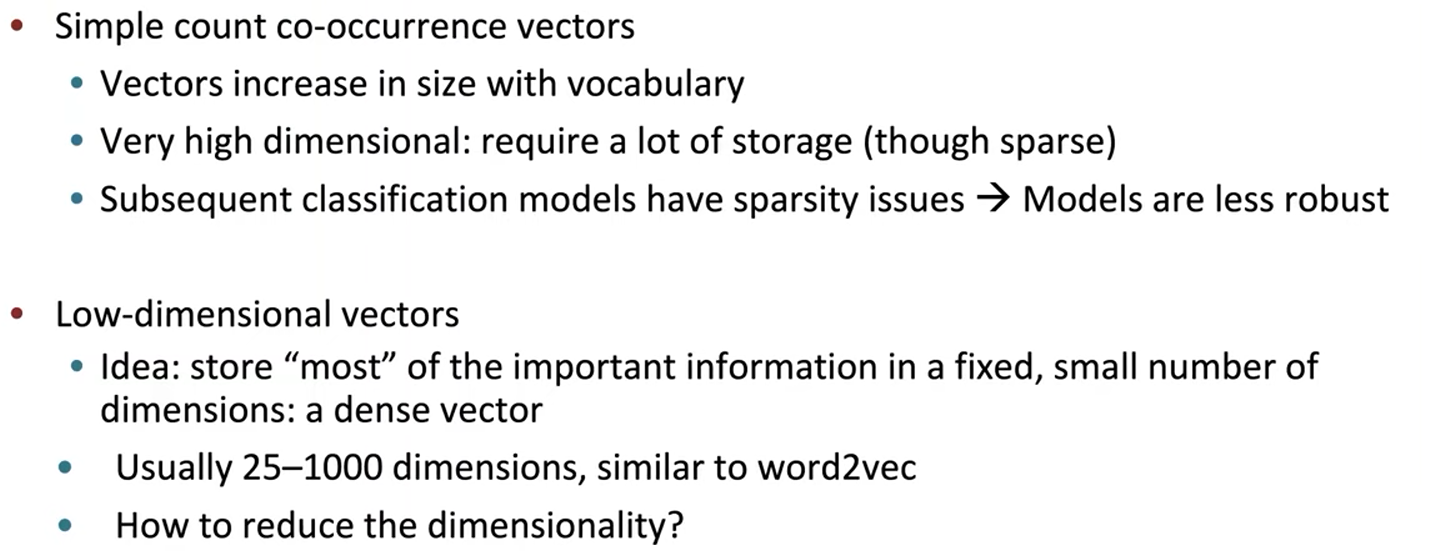 • Simple count co-occurrence vectors
• Vectors increase in size with vocabulary
• Very high dimensional: require a lot of storage (though sparse)
• Subsequent classification models have sparsity issues → Models are less robust
• Low-dimensional vectors
• Idea: store “most” of the important information in a fixed, small number of
dimensions: a dense vector
• Usually 25–1000 dimensions, similar to word2vec
• How to reduce the dimensionality?